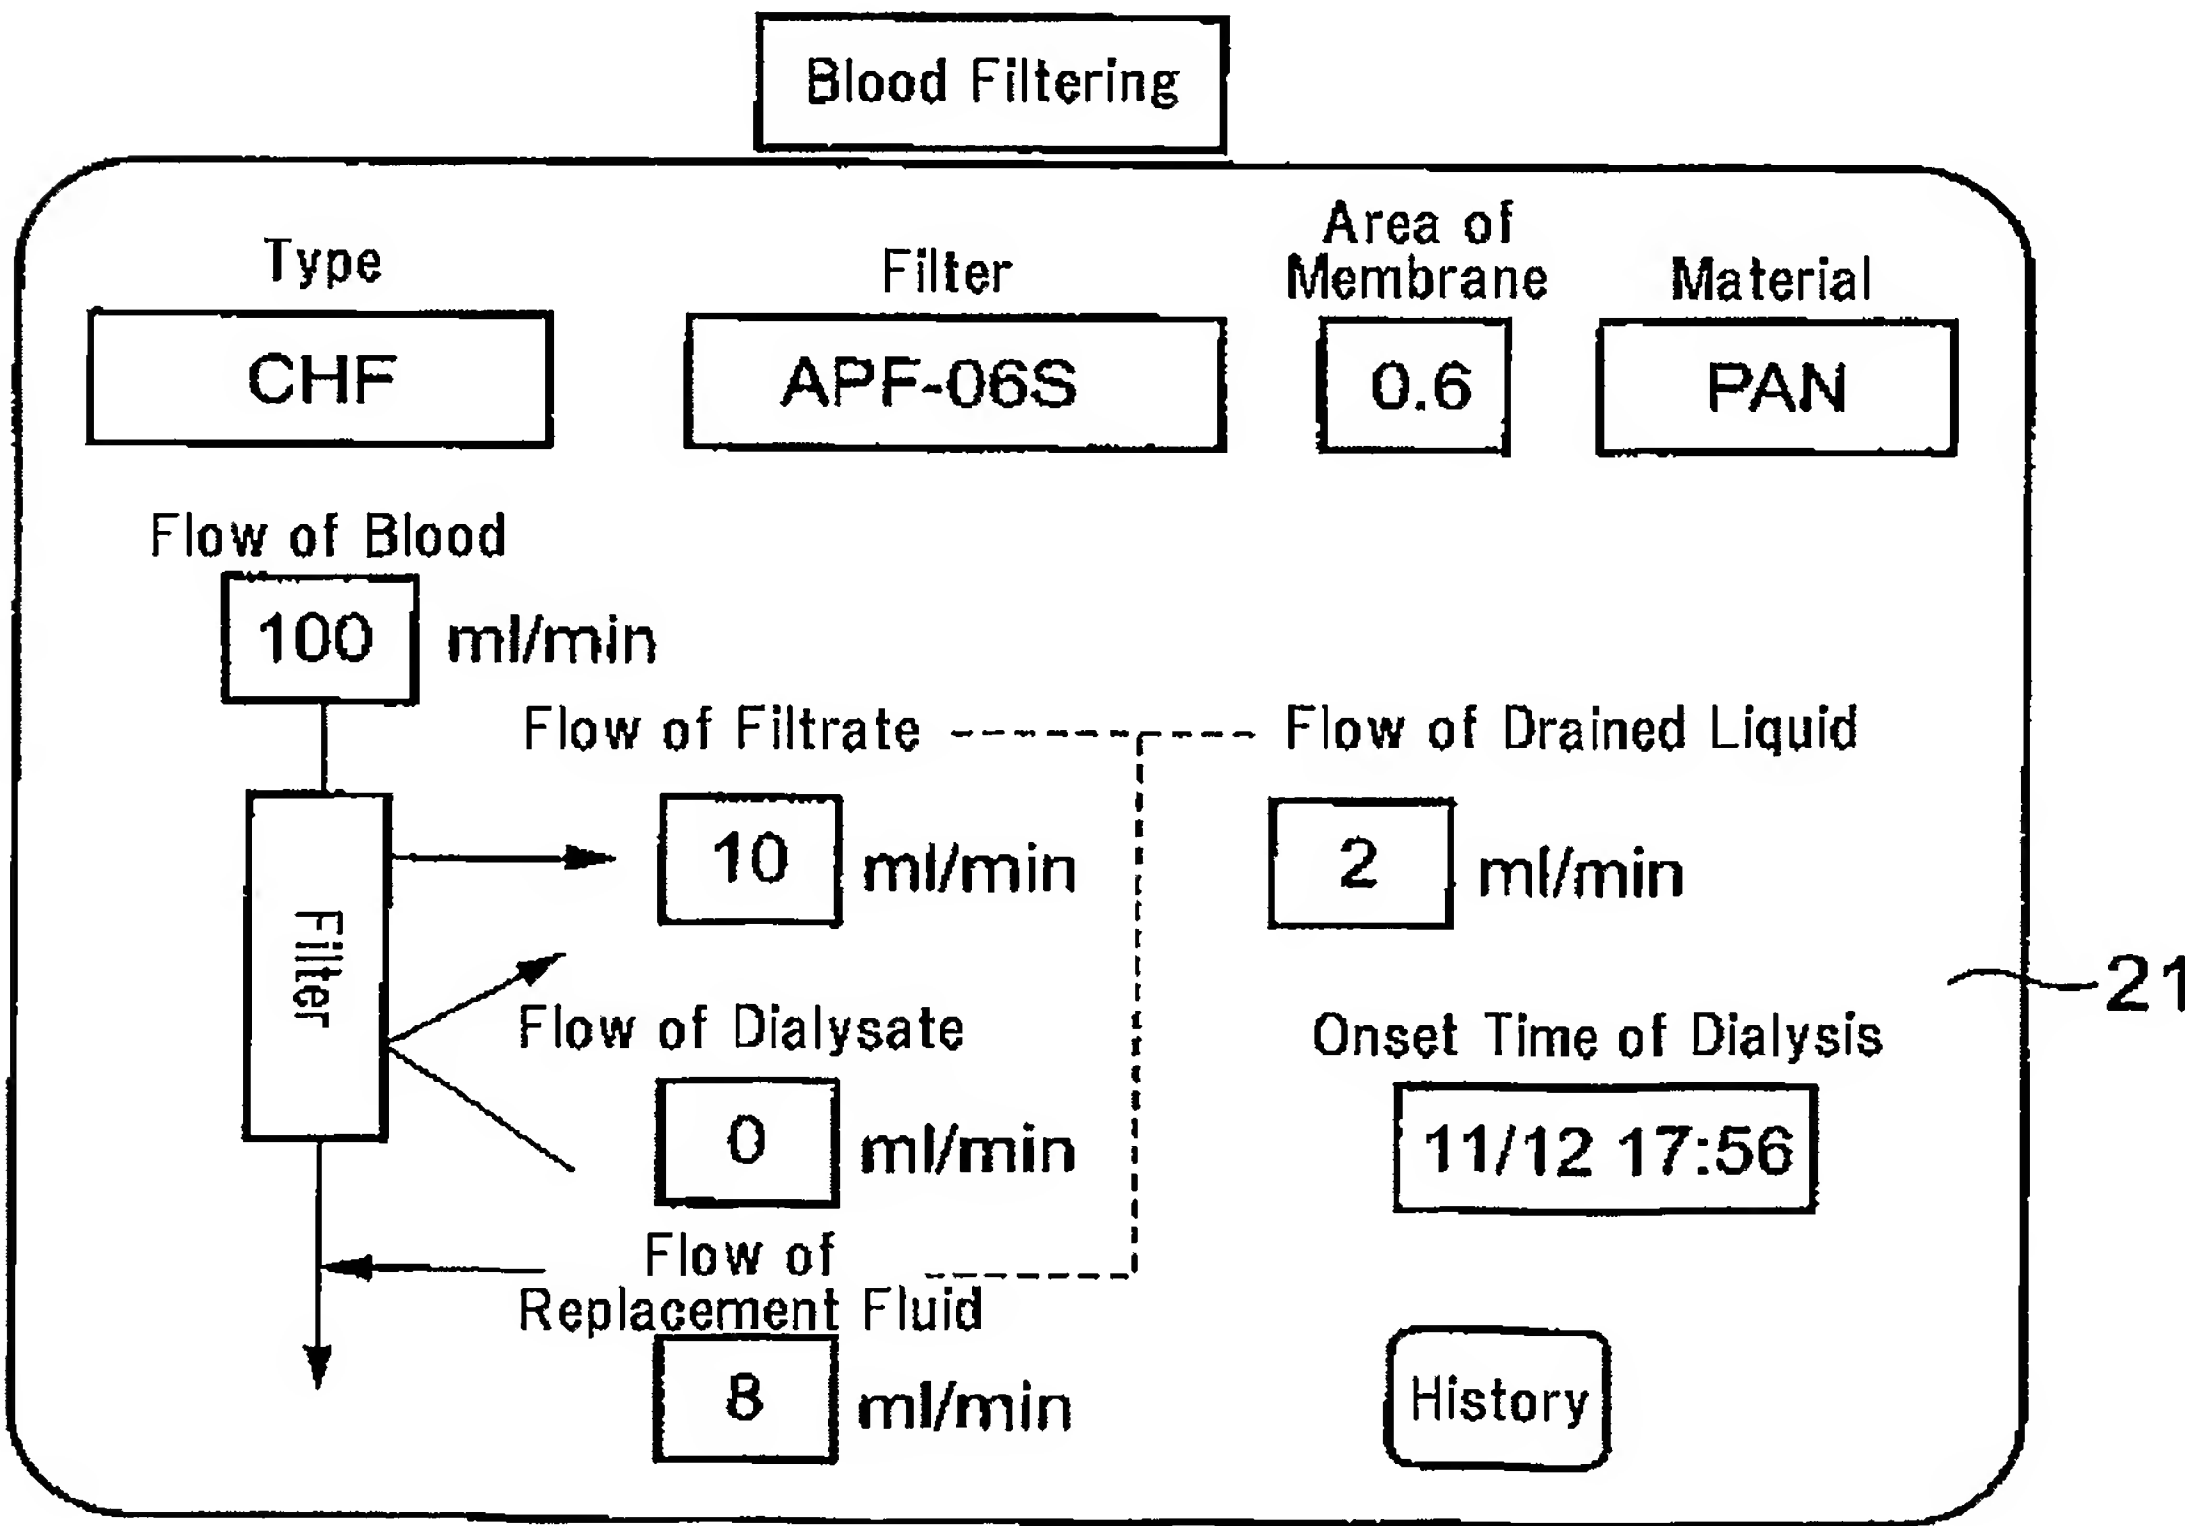 Blood Filtering
Type
Filter
Area of
Membrane
Material
CHF
APF-06S
0.6
PAN
Flow of Blood
100 ml/min
Flow of Filtrate
Flow of Drained Liquid
10 ml/min
2 ml/min
Filter
21
Flow of Dialysate
Onset Time of Dialysis
0 ml/min
11/12 17:56
Flow of
Replacement Fluid
8 ml/min
History